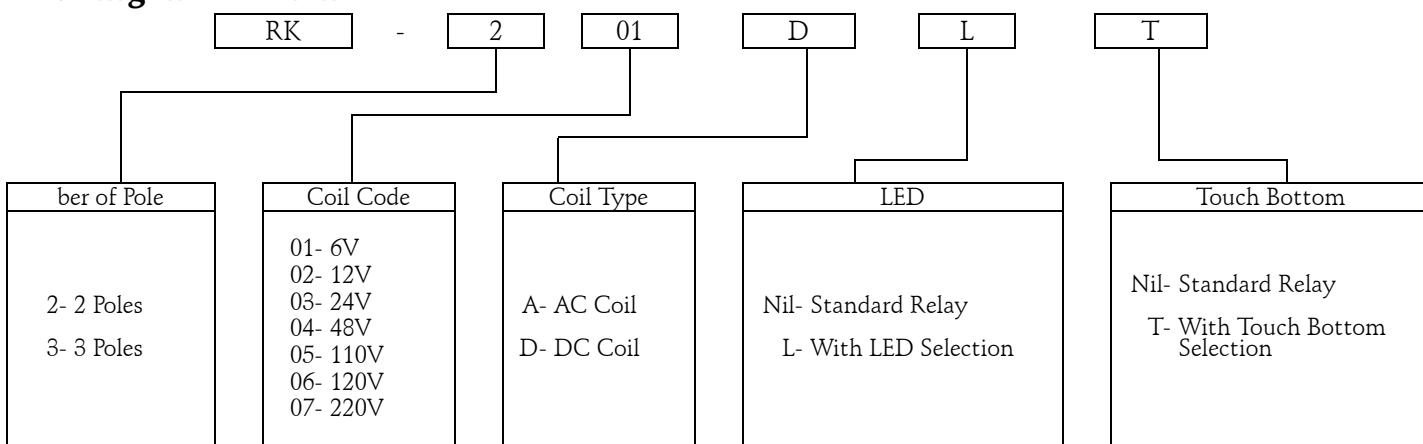 RK - 2 01 D L T
ber of Pole
2- 2 Poles
3- 3 Poles
Coil Code
01- 6V
02- 12V
03- 24V
04- 48V
05- 110V
06- 120V
07- 220V
Coil Type
A- AC Coil
D- DC Coil
LED
Nil- Standard Relay
L- With LED Selection
Touch Bottom
Nil- Standard Relay
T- With Touch Bottom
Selection